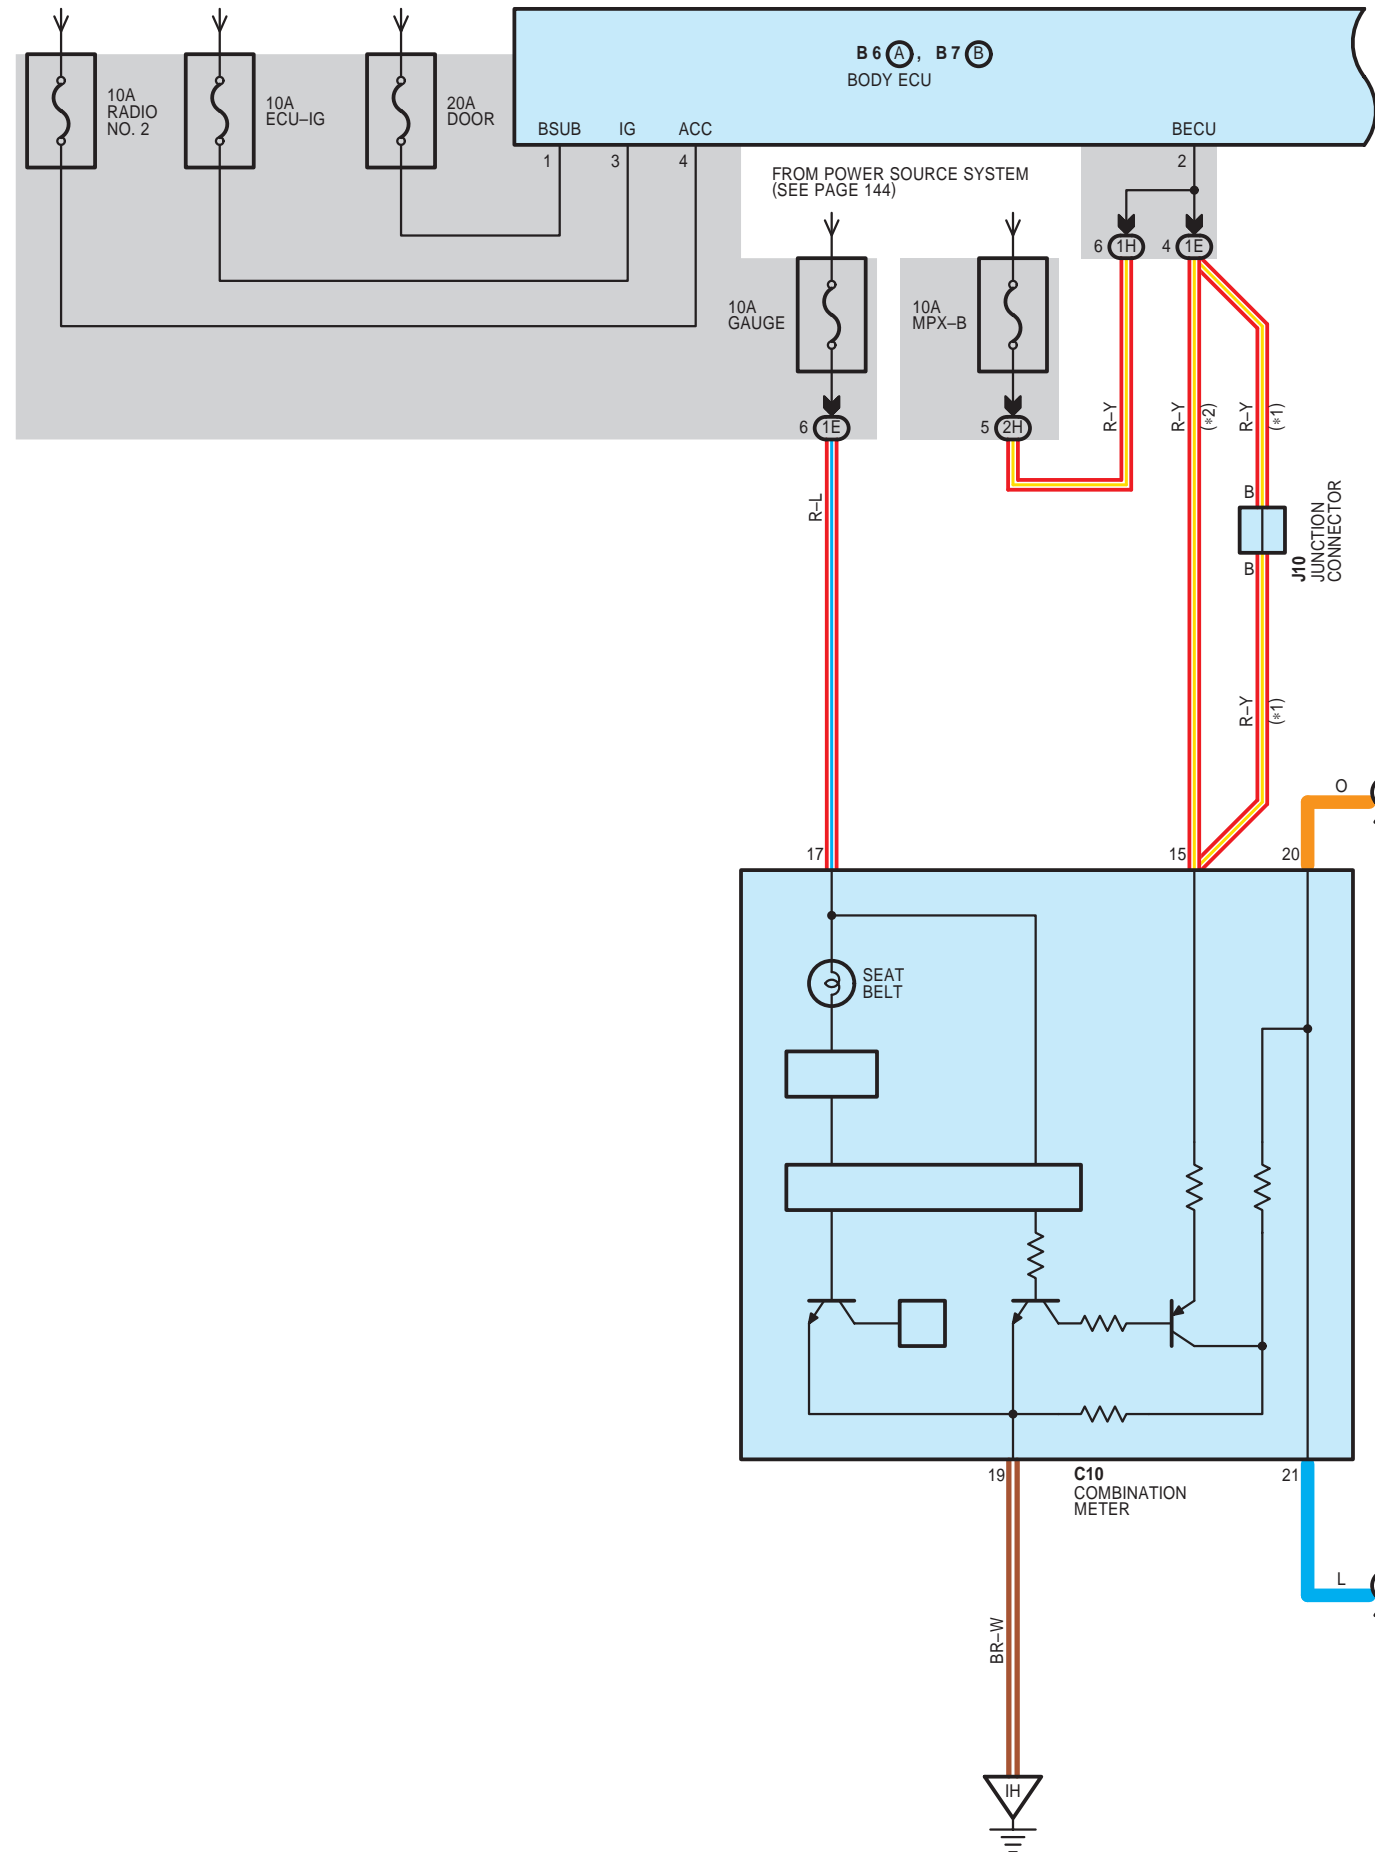 B 6 A , B 7 B
BODY ECU
10A
RADIO
NO. 2
10A
ECU–IG
20A
DOOR
BSUB IG ACC BECU
1 3 4 2
FROM POWER SOURCE SYSTEM
(SEE PAGE 144)
6 1H 4 1E
10A
GAUGE
10A
MPX–B
6 1E 5 2H
R–Y
R–Y
(*2)
R–Y
(*1)
R–L
B
B
J10
JUNCTION
CONNECTOR
R–Y
(*1)
O
17 15 20
SEAT
BELT
19 21
C10
COMBINATION
METER
L
BR–W
IH